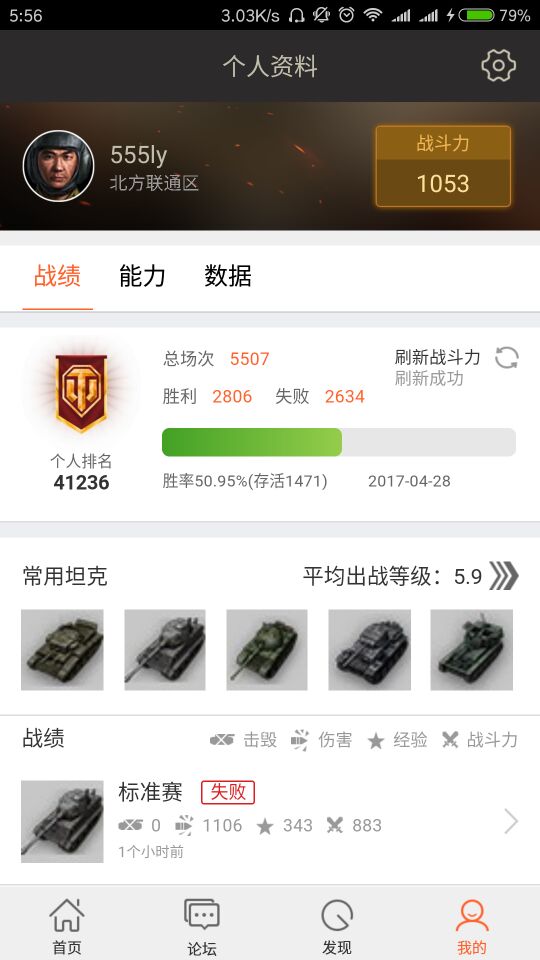 5:56 3.03K/s 79%
个人资料
555ly
北方联通区
战斗力
1053
战绩 能力 数据
总场次 5507
刷新战斗力
刷新成功
胜利 2806 失败 2634
个人排名
41236
胜率50.95%(存活1471) 2017-04-28
常用坦克 平均出战等级：5.9
战绩 击毁 伤害 经验 战斗力
标准赛 失败
0 1106 343 883
1个小时前
首页 论坛 发现 我的